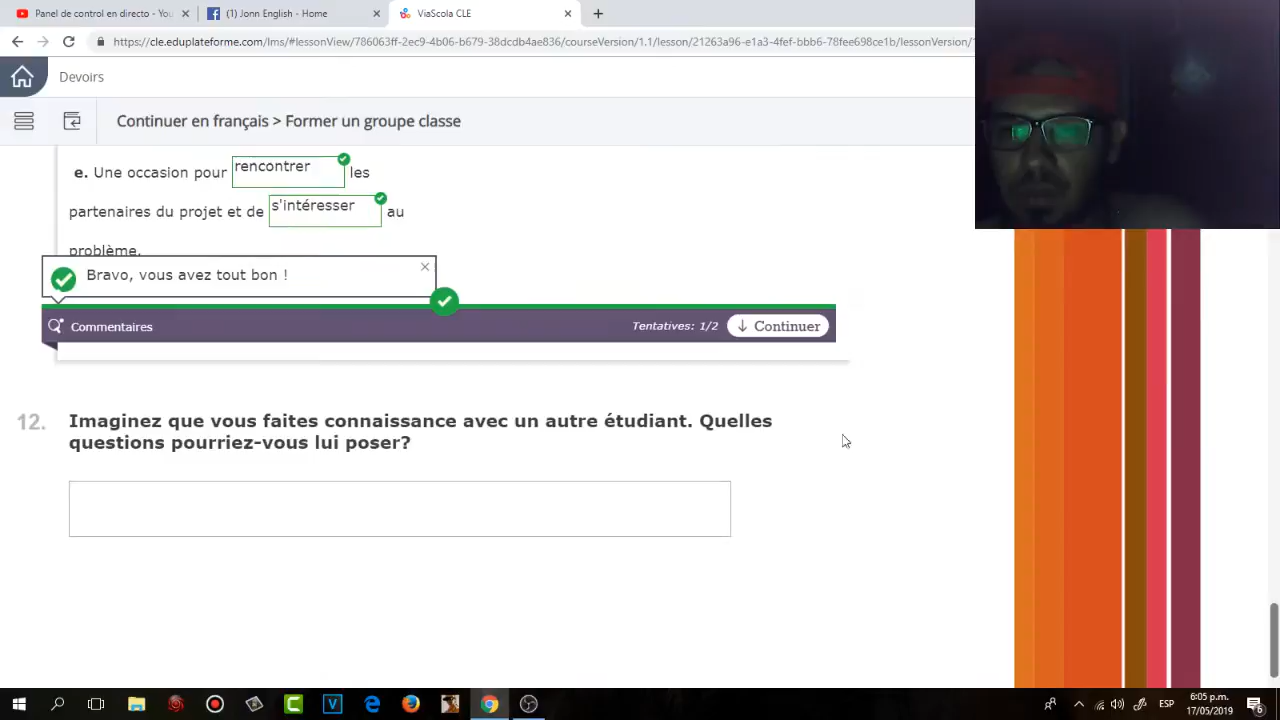 Panel de control en directo - You
(1) Jonn English - Home
ViaScola CLE
https://cle.eduplateforme.com/lms/#lessonView/786063ff-2ec9-4b06-b679-38dcdb4ae836/courseVersion/1.1/lesson/21263a96-e1a3-4fef-bbb6-78fee698ce1b/lessonVersion/
Devoirs
Continuer en français > Former un groupe classe
e. Une occasion pour rencontrer les
partenaires du projet et de s'intéresser au
problème.
Bravo, vous avez tout bon !
Commentaires
Tentatives: 1/2
Continuer
12. Imaginez que vous faites connaissance avec un autre étudiant. Quelles
questions pourriez-vous lui poser?
ESP
6:05 p.m.
17/05/2019